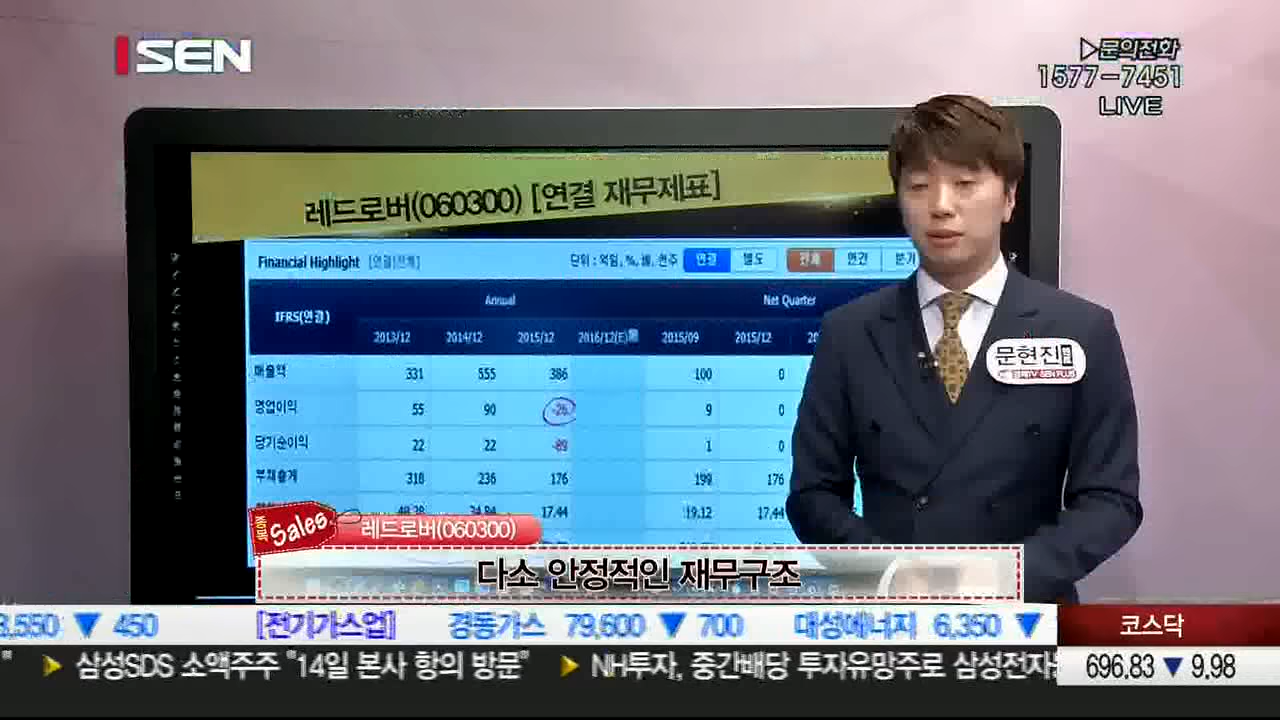 SEN
▷문의전화
1577-7451
LIVE
레드로버(060300) [연결 재무제표]
Financial Highlight [연결|전체]
단위 : 억원, %, 배, 천주 연결 별도 전체 연간 분기
IFRS(연결) Annual Net Quarter
2013/12 2014/12 2015/12 2016/12(E) 2015/09 2015/12
매출액 331 555 386 100 0
영업이익 55 90 -26 9 0
당기순이익 22 22 -89 1 0
부채총계 318 236 176 199 176
17.44 19.12 17.44
문현진
NOW Sales
레드로버(060300)
다소 안정적인 재무구조
3,550 ▼ 450 [전기가스업] 경동가스 79,600 ▼ 700 대성에너지 6,350 ▼
코스닥
" ▶ 삼성SDS 소액주주 "14일 본사 항의 방문" ▶ NH투자, 중간배당 투자유망주로 삼성전자
696.83 ▼ 9.98